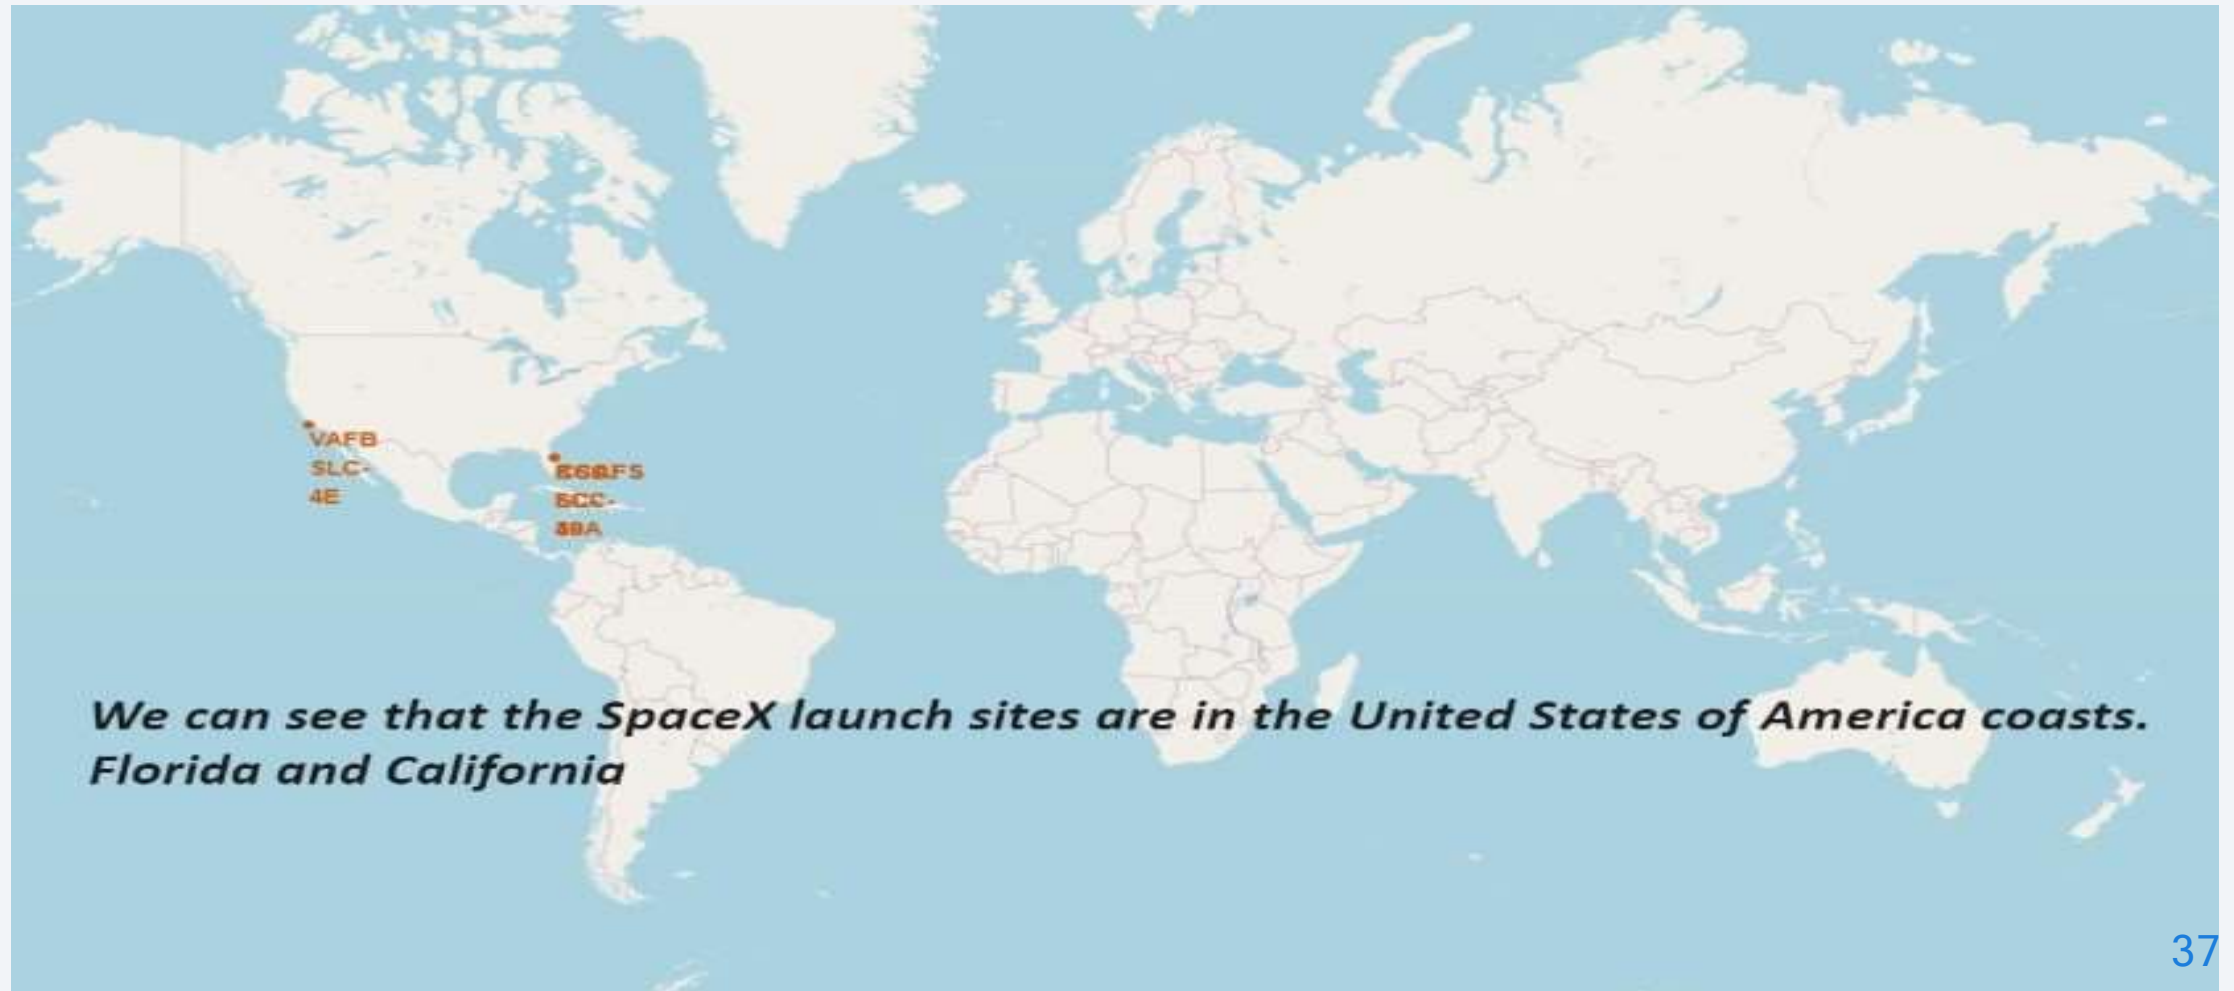 VAFB
SLC-
4E
We can see that the SpaceX launch sites are in the United States of America coasts.
Florida and California
37